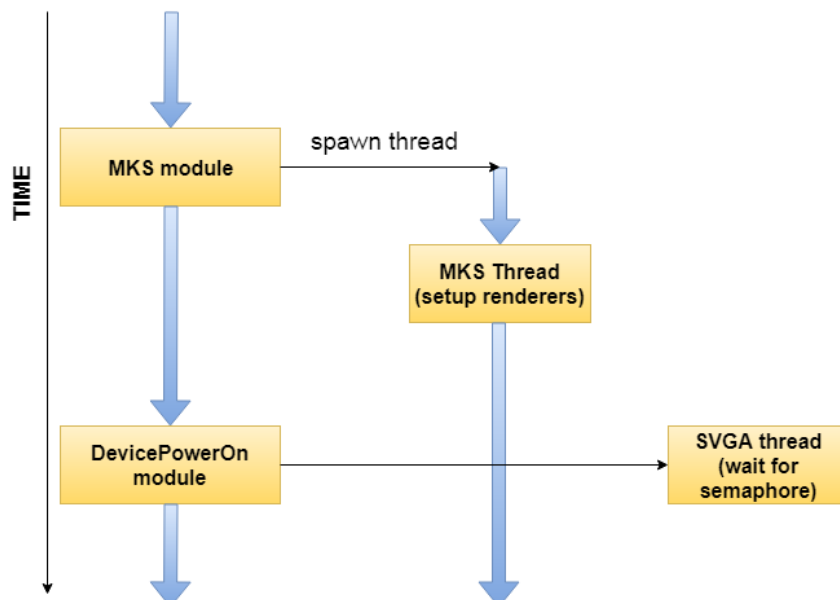 TIME
MKS module
spawn thread
MKS Thread
(setup renderers)
DevicePowerOn
module
SVGA thread
(wait for
semaphore)